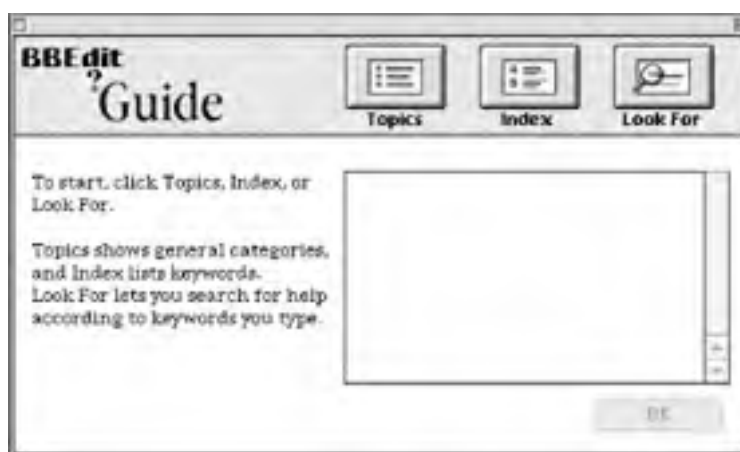 BBEdit
?
Guide
Topics
Index
Look For
To start, click Topics, Index, or
Look For.
Topics shows general categories,
and Index lists keywords.
Look For lets you search for help
according to keywords you type.